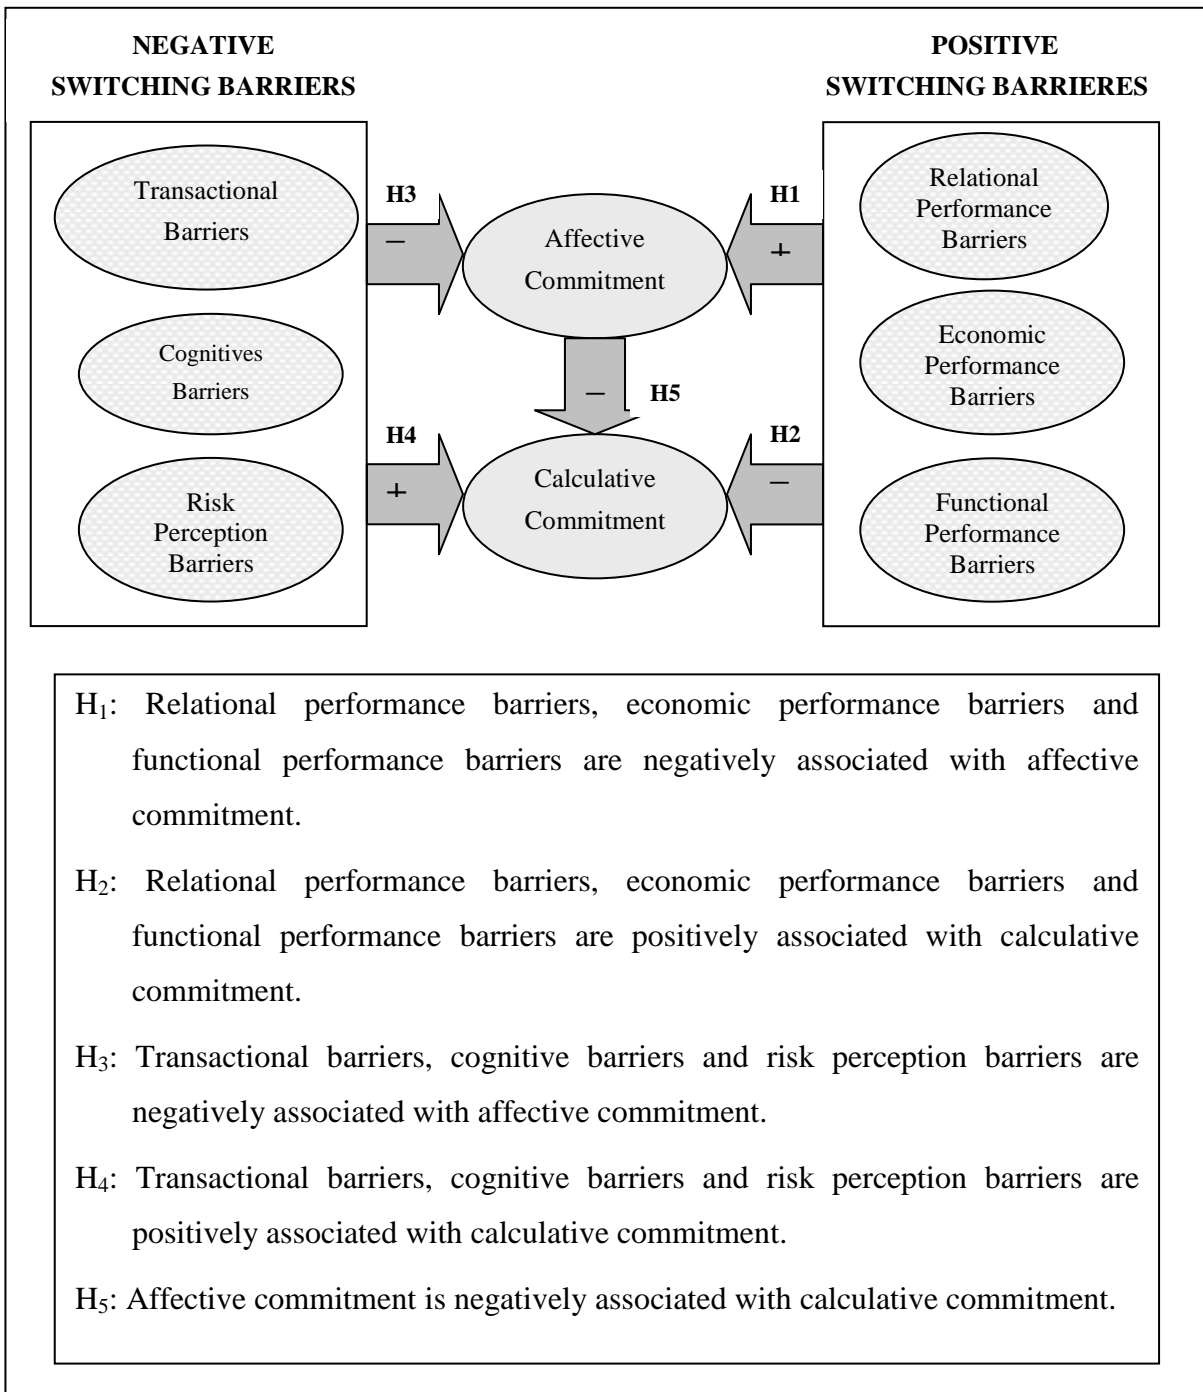 NEGATIVE
SWITCHING BARRIERS
POSITIVE
SWITCHING BARRIERES
Transactional
Barriers
Cognitives
Barriers
Risk
Perception
Barriers
H3
–
H4
+
Affective
Commitment
–
H5
Calculative
Commitment
H1
+
H2
–
Relational
Performance
Barriers
Economic
Performance
Barriers
Functional
Performance
Barriers
H₁: Relational performance barriers, economic performance barriers and
functional performance barriers are negatively associated with affective
commitment.
H₂: Relational performance barriers, economic performance barriers and
functional performance barriers are positively associated with calculative
commitment.
H₃: Transactional barriers, cognitive barriers and risk perception barriers are
negatively associated with affective commitment.
H₄: Transactional barriers, cognitive barriers and risk perception barriers are
positively associated with calculative commitment.
H₅: Affective commitment is negatively associated with calculative commitment.